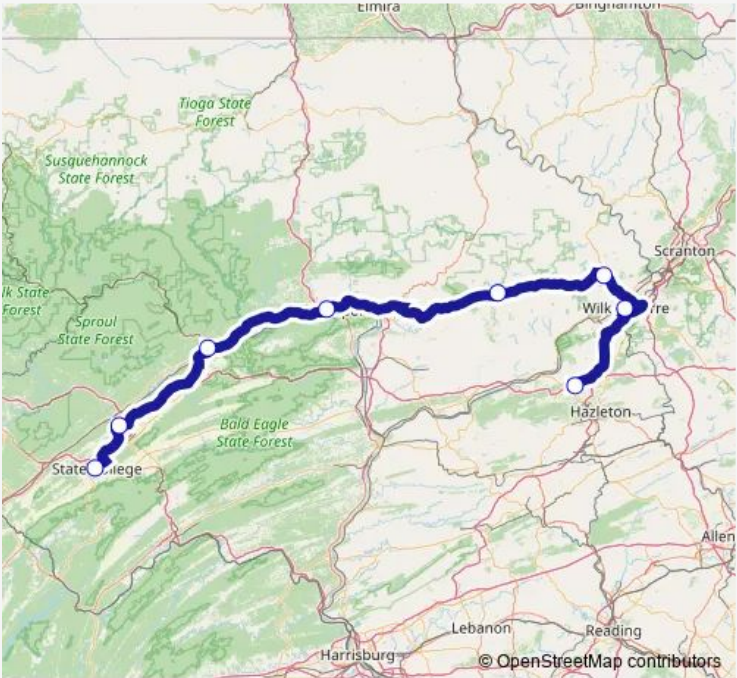 Elmira
Binghamton
Tioga State
Forest
Susquehannock
State Forest
Scranton
lk State
Forest
Sproul
State Forest
Wilk
rre
Bald Eagle
State Forest
Hazleton
State
llege
Allen
Lebanon
Reading
Harrisburg
© OpenStreetMap contributors